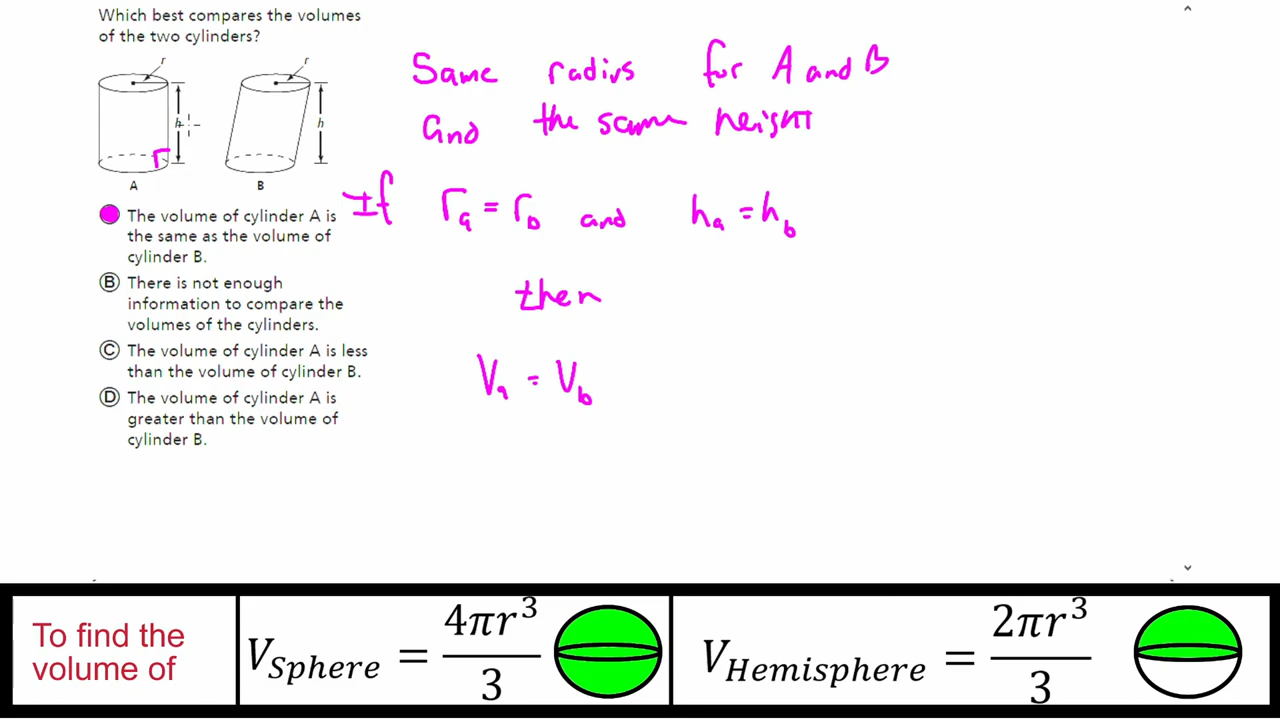 Which best compares the volumes
of the two cylinders?
r
r
h
h
A
B
The volume of cylinder A is
the same as the volume of
cylinder B.
B There is not enough
information to compare the
volumes of the cylinders.
C The volume of cylinder A is less
than the volume of cylinder B.
D The volume of cylinder A is
greater than the volume of
cylinder B.
Same radius for A and B
and the same height
If r_a = r_b and h_a = h_b
then
V_a = V_b
To find the
volume of
V_Sphere = 4πr³/3
V_Hemisphere = 2πr³/3